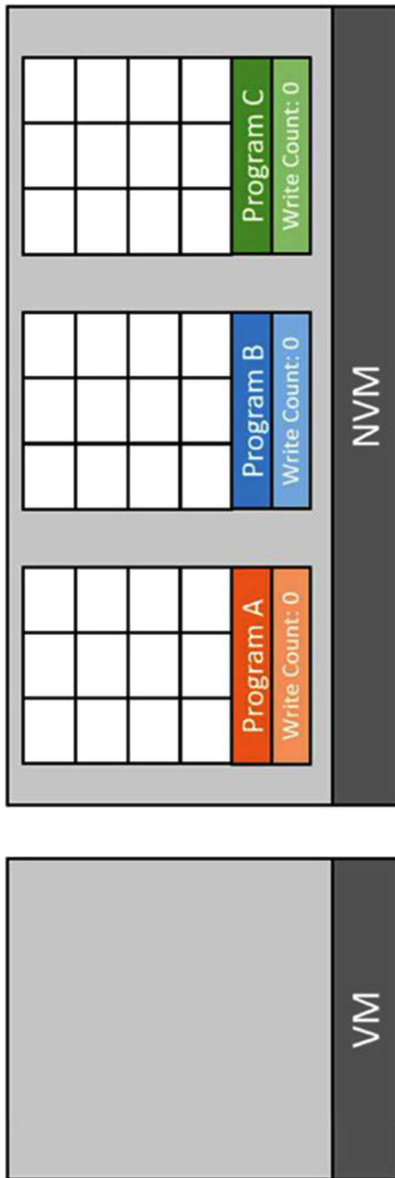 VM
Program A
Write Count: 0
Program B
Write Count: 0
Program C
Write Count: 0
NVM